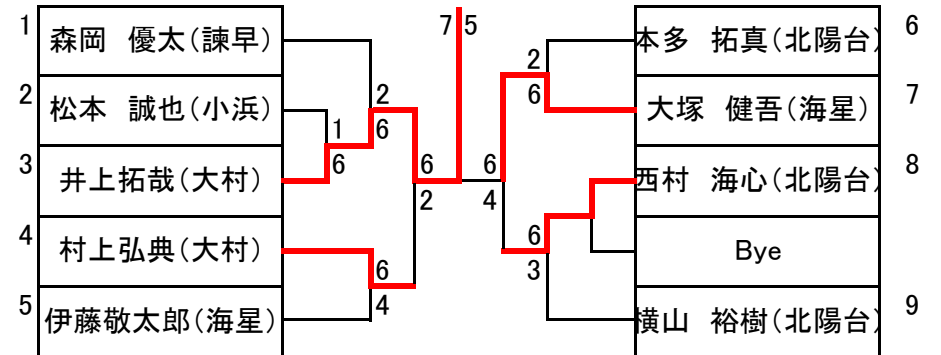 1 森岡 優太(諫早)
2 松本 誠也(小浜)
3 井上拓哉(大村)
4 村上弘典(大村)
5 伊藤敬太郎(海星)
2
1 6
6
6
4
6
2
7 5
6
4
2
6
6
3
本多 拓真(北陽台) 6
大塚 健吾(海星) 7
西村 海心(北陽台) 8
Bye
横山 裕樹(北陽台) 9